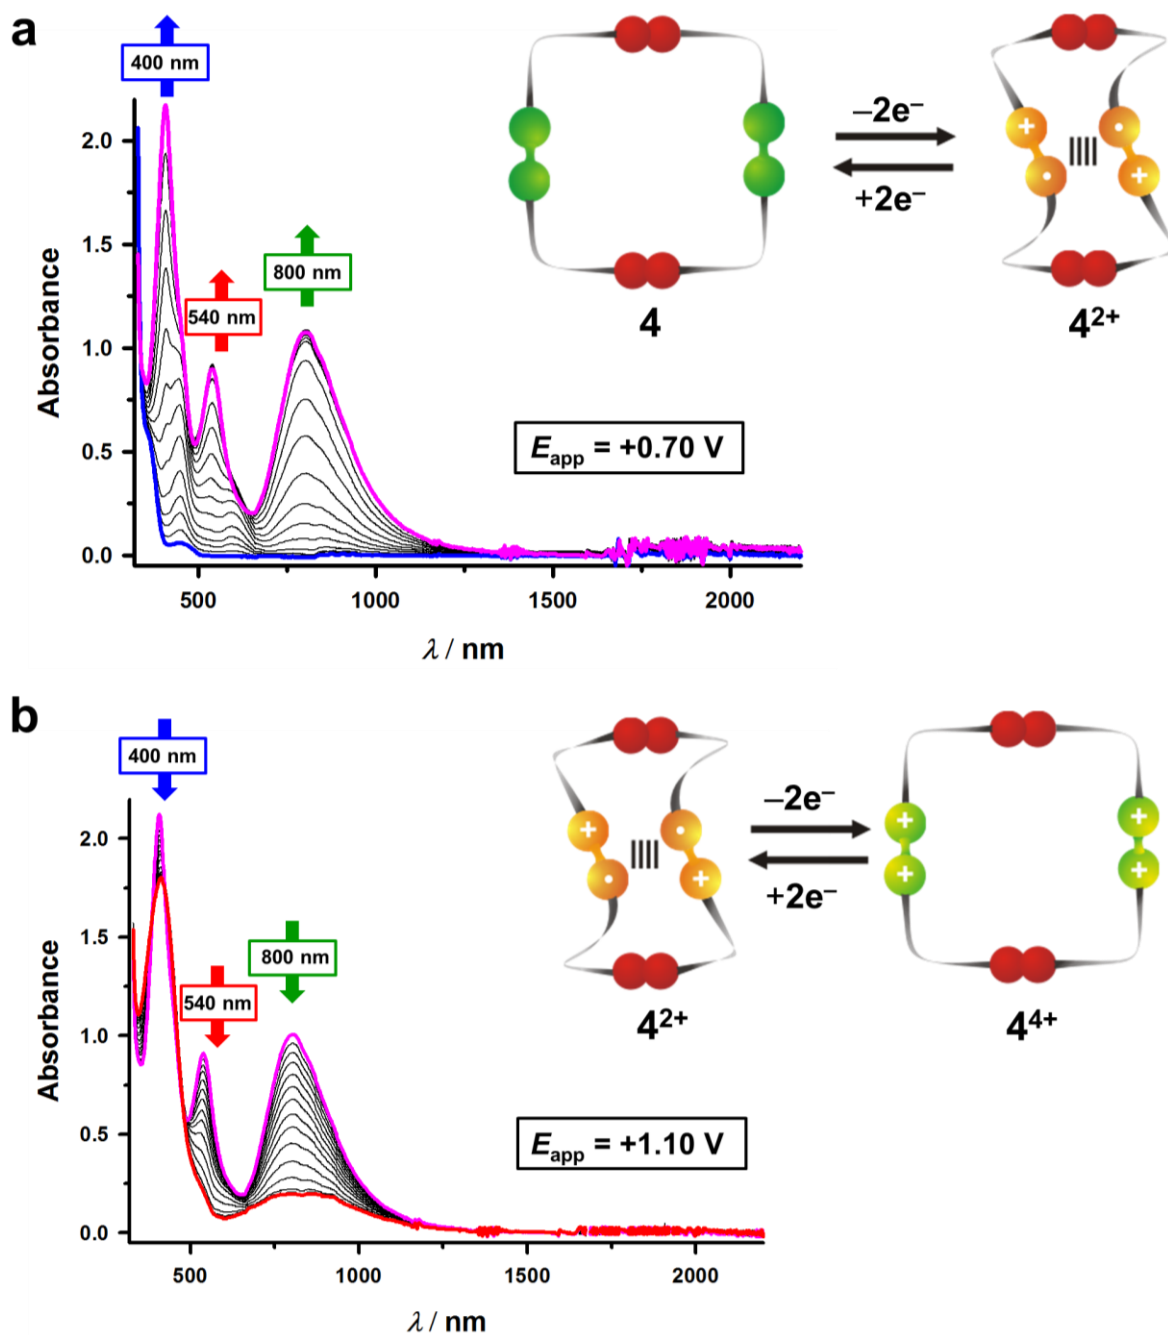 a
400 nm
540 nm
800 nm
−2e⁻
+2e⁻
4
4²⁺
E_app = +0.70 V
Absorbance
2.0
1.5
1.0
0.5
0.0
500
1000
1500
2000
λ / nm
b
400 nm
540 nm
800 nm
−2e⁻
+2e⁻
4²⁺
4⁴⁺
E_app = +1.10 V
Absorbance
2.0
1.5
1.0
0.5
0.0
500
1000
1500
2000
λ / nm